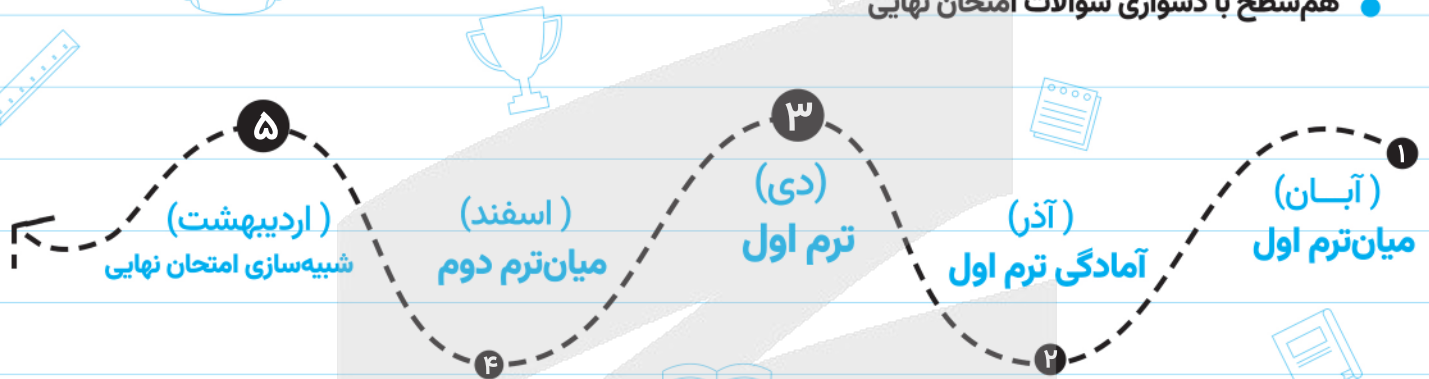 هم‌سطح با دشواری سوالات امتحان نهایی
۱
(آبـــان)
میان‌ترم اول
۲
(آذر)
آمادگی ترم اول
۳
(دی)
ترم اول
۴
(اسفند)
میان‌ترم دوم
۵
(اردیبهشت)
شبیه‌سازی امتحان نهایی